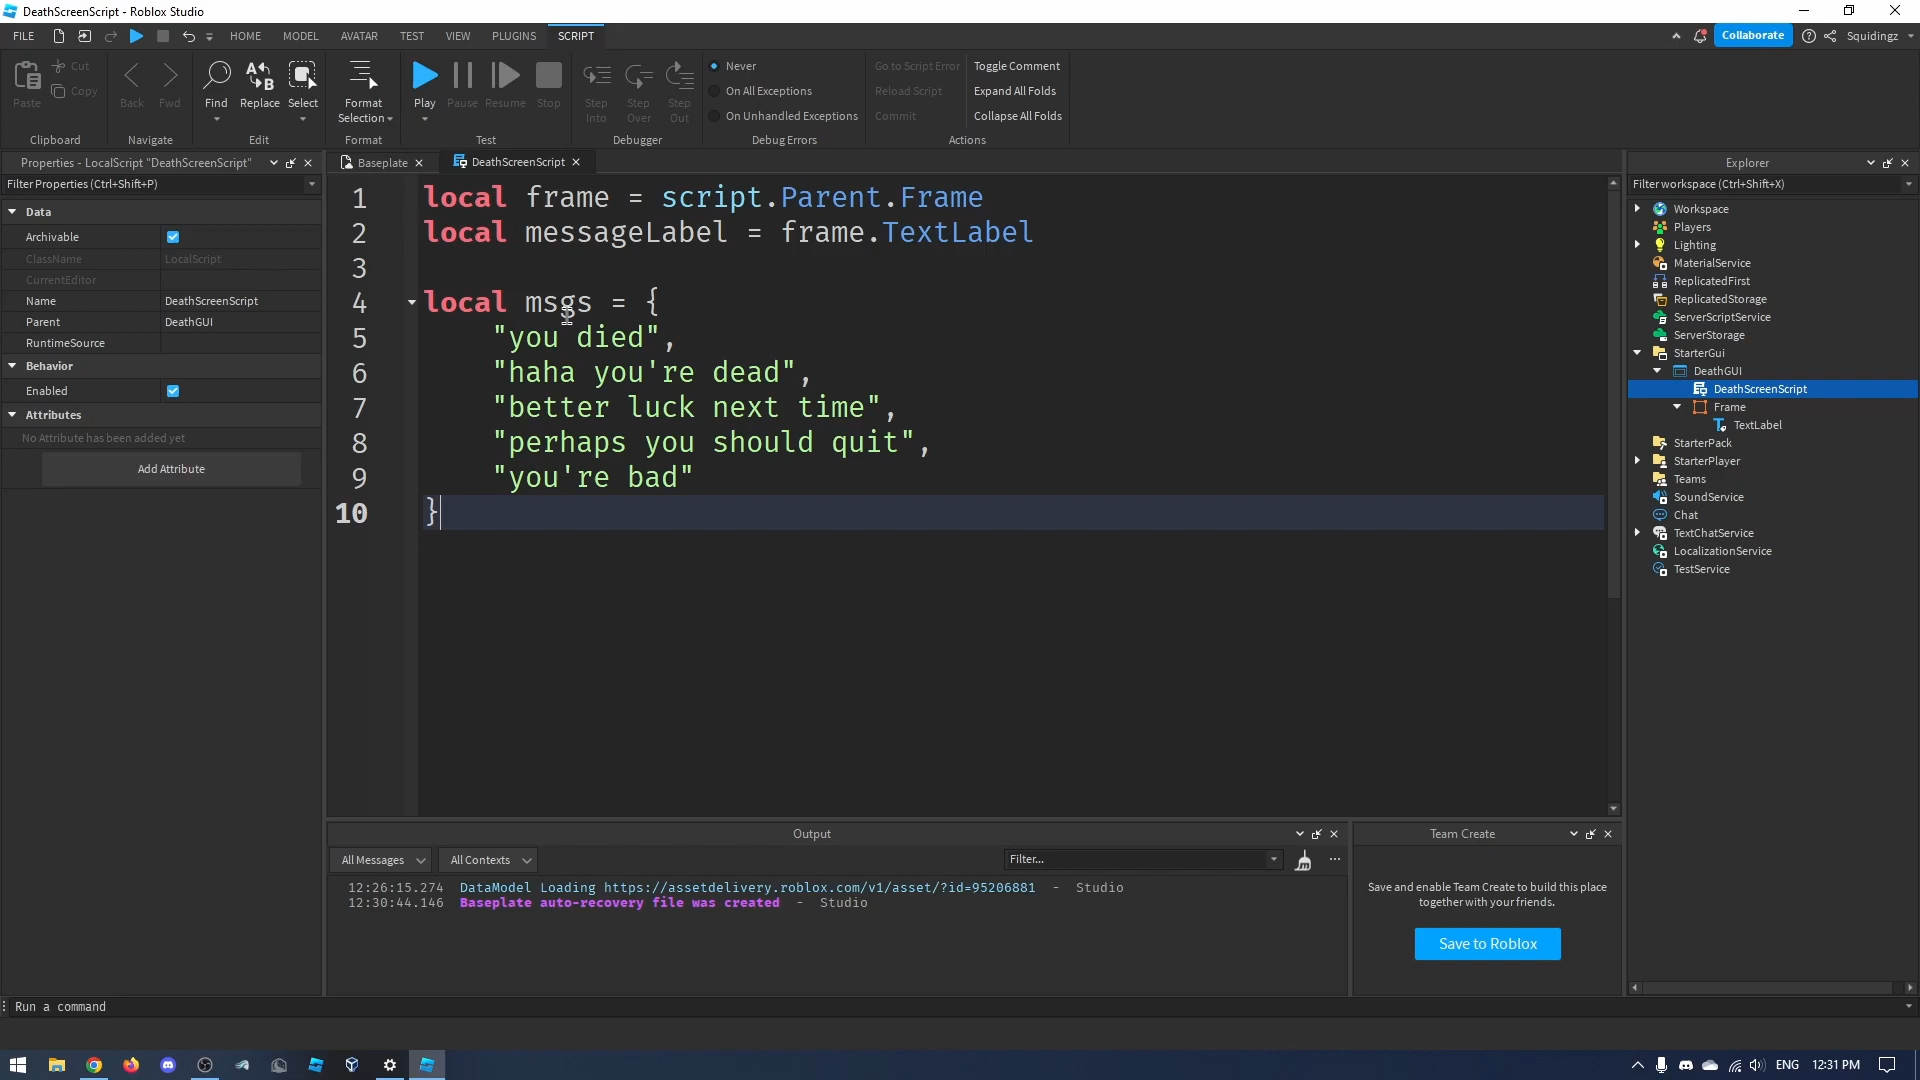 DeathScreenScript - Roblox Studio
FILE HOME MODEL AVATAR TEST VIEW PLUGINS SCRIPT Collaborate Squidingz
Paste Cut Copy
Clipboard
Back Fwd
Navigate
Find Replace Select
Edit
Format Selection
Format
Play Pause Resume Stop
Test
Step Into Step Over Step Out
Debugger
Never
On All Exceptions
On Unhandled Exceptions
Debug Errors
Go to Script Error Toggle Comment
Reload Script Expand All Folds
Commit Collapse All Folds
Actions
Properties - LocalScript "DeathScreenScript"
Filter Properties (Ctrl+Shift+P)
Data
Archivable
ClassName LocalScript
CurrentEditor
Name DeathScreenScript
Parent DeathGUI
RuntimeSource
Behavior
Enabled
Attributes
No Attribute has been added yet
Add Attribute
Baseplate DeathScreenScript
1 local frame = script.Parent.Frame
2 local messageLabel = frame.TextLabel
3
4 local msgs = {
5 "you died",
6 "haha you're dead",
7 "better luck next time",
8 "perhaps you should quit",
9 "you're bad"
10 }
Output
All Messages All Contexts Filter...
12:26:15.274 DataModel Loading https://assetdelivery.roblox.com/v1/asset/?id=95206881 - Studio
12:30:44.146 Baseplate auto-recovery file was created - Studio
Team Create
Save and enable Team Create to build this place
together with your friends.
Save to Roblox
Explorer
Filter workspace (Ctrl+Shift+X)
Workspace
Players
Lighting
MaterialService
ReplicatedFirst
ReplicatedStorage
ServerScriptService
ServerStorage
StarterGui
DeathGUI
DeathScreenScript
Frame
TextLabel
StarterPack
StarterPlayer
Teams
SoundService
Chat
TextChatService
LocalizationService
TestService
Run a command
ENG 12:31 PM